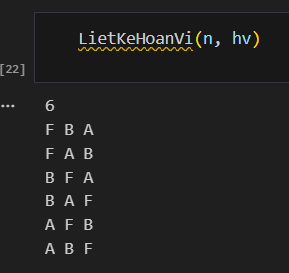 LietKeHoanVi(n, hv)
[22]
...
6
F B A
F A B
B F A
B A F
A F B
A B F